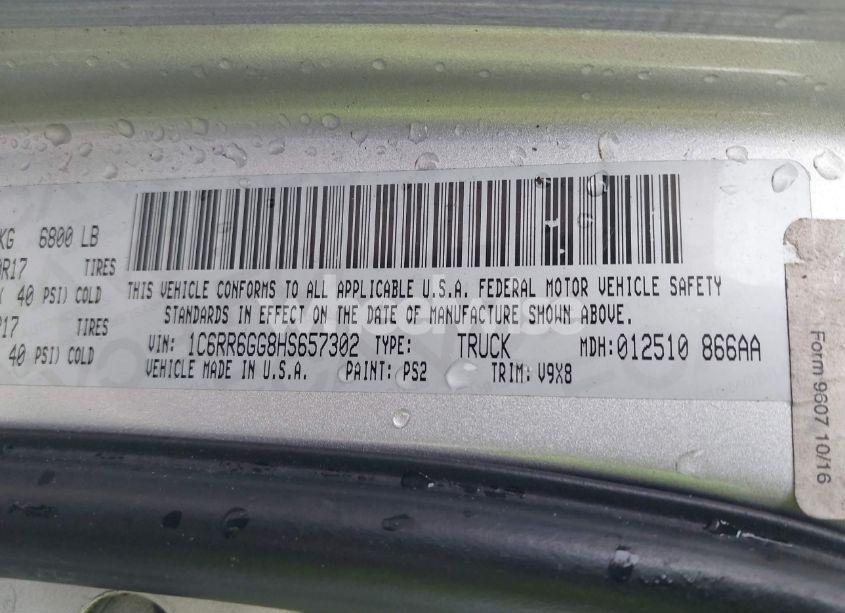 KG 6800 LB
R17 TIRES
40 PSI) COLD
R17 TIRES
40 PSI) COLD
THIS VEHICLE CONFORMS TO ALL APPLICABLE U.S.A. FEDERAL MOTOR VEHICLE SAFETY
STANDARDS IN EFFECT ON THE DATE OF MANUFACTURE SHOWN ABOVE.
VIN: 1C6RR6GG8HS657302 TYPE: TRUCK MDH:012510 866AA
VEHICLE MADE IN U.S.A. PAINT: PS2 TRIM: V9X8
Form 9607 10/16